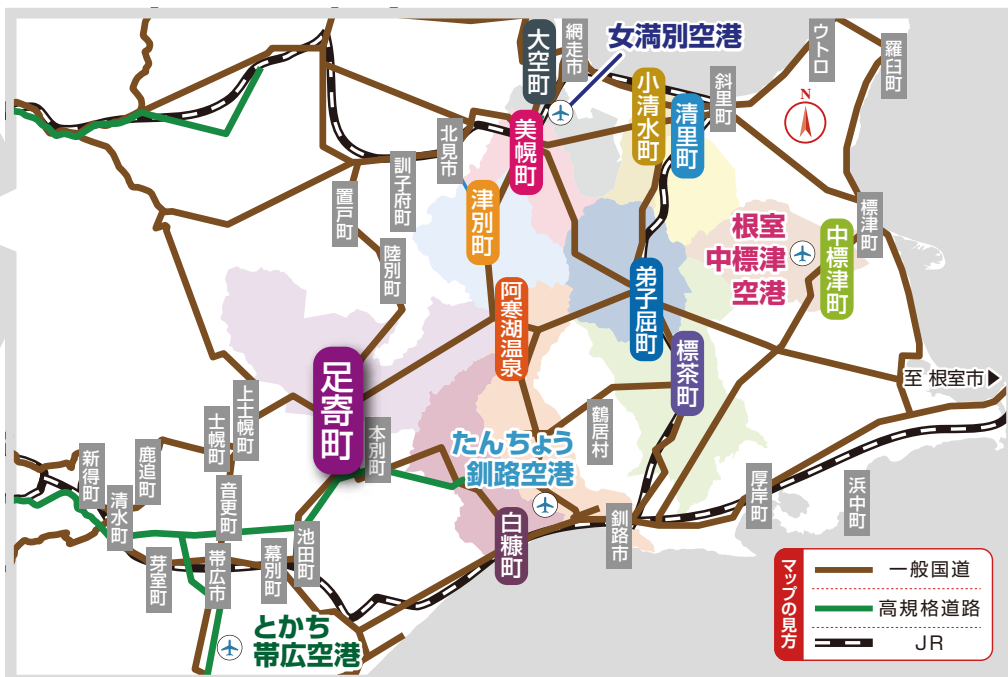 大空町
網走市
女満別空港
小清水町
清里町
斜里町
ウトロ
羅臼町
N
北見市
美幌町
訓子府町
置戸町
津別町
陸別町
根室
中標津
空港
中標津町
標津町
阿寒湖温泉
弟子屈町
標茶町
至 根室市▶
足寄町
上士幌町
士幌町
本別町
鶴居村
たんちょう
釧路空港
鹿追町
新得町
清水町
音更町
池田町
白糠町
釧路市
厚岸町
浜中町
芽室町
帯広市
幕別町
とかち
帯広空港
マップの見方
一般国道
高規格道路
JR